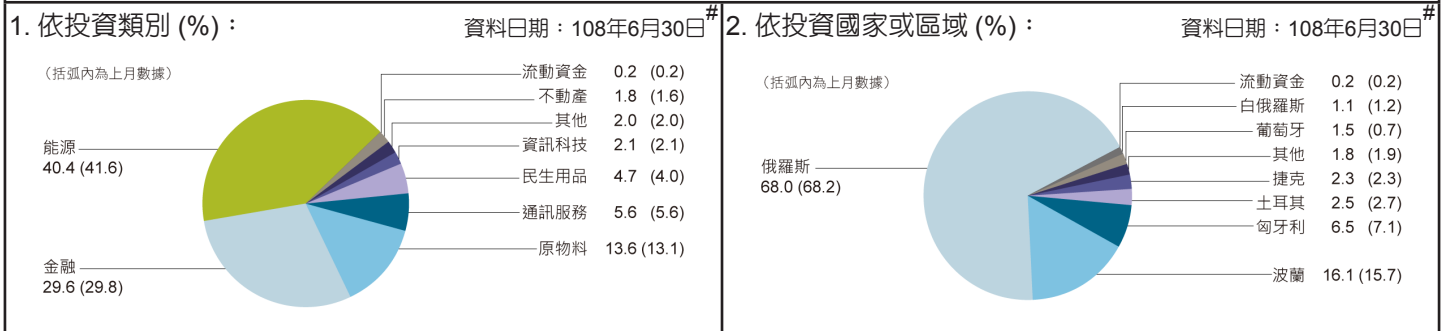 1. 依投資類別 (%)：
資料日期：108年6月30日#
（括弧內為上月數據）
流動資金 0.2 (0.2)
不動產 1.8 (1.6)
其他 2.0 (2.0)
資訊科技 2.1 (2.1)
民生用品 4.7 (4.0)
通訊服務 5.6 (5.6)
原物料 13.6 (13.1)
能源
40.4 (41.6)
金融
29.6 (29.8)
2. 依投資國家或區域 (%)：
資料日期：108年6月30日#
（括弧內為上月數據）
流動資金 0.2 (0.2)
白俄羅斯 1.1 (1.2)
葡萄牙 1.5 (0.7)
其他 1.8 (1.9)
捷克 2.3 (2.3)
土耳其 2.5 (2.7)
匈牙利 6.5 (7.1)
波蘭 16.1 (15.7)
俄羅斯
68.0 (68.2)